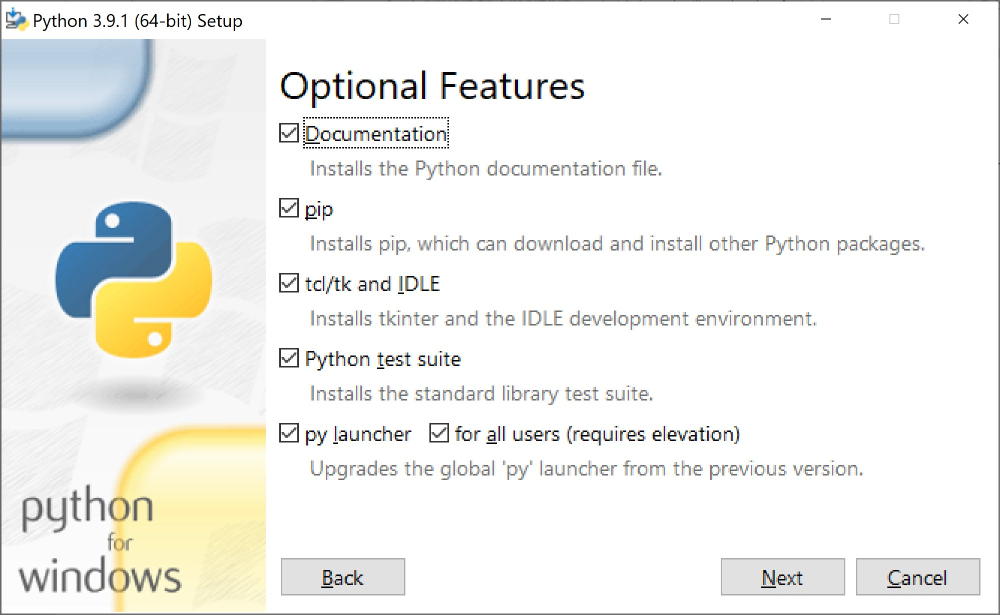 Python 3.9.1 (64-bit) Setup
Optional Features
Documentation
Installs the Python documentation file.
pip
Installs pip, which can download and install other Python packages.
tcl/tk and IDLE
Installs tkinter and the IDLE development environment.
Python test suite
Installs the standard library test suite.
py launcher for all users (requires elevation)
Upgrades the global 'py' launcher from the previous version.
python
for
windows
Back Next Cancel